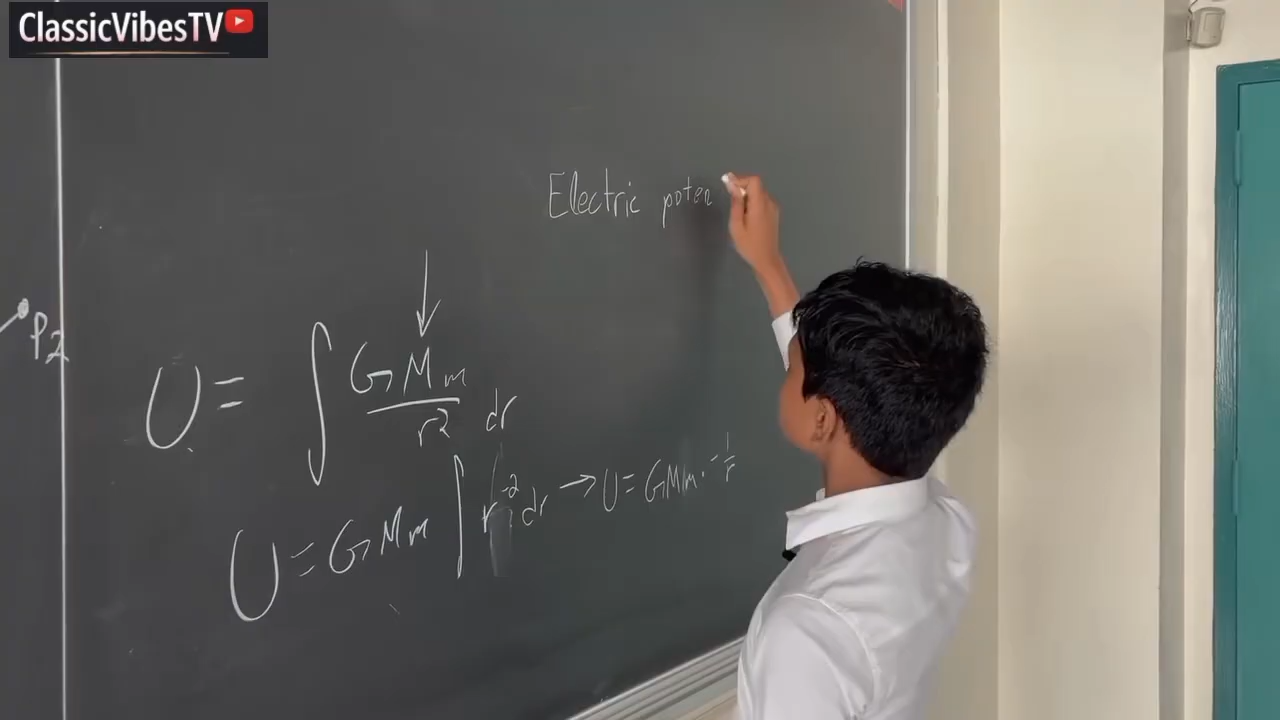 ClassicVibesTV
Electric poten
P2
U = ∫ GMm/r² dr
U = GMm ∫ r⁻² dr → U = GMm · -1/r